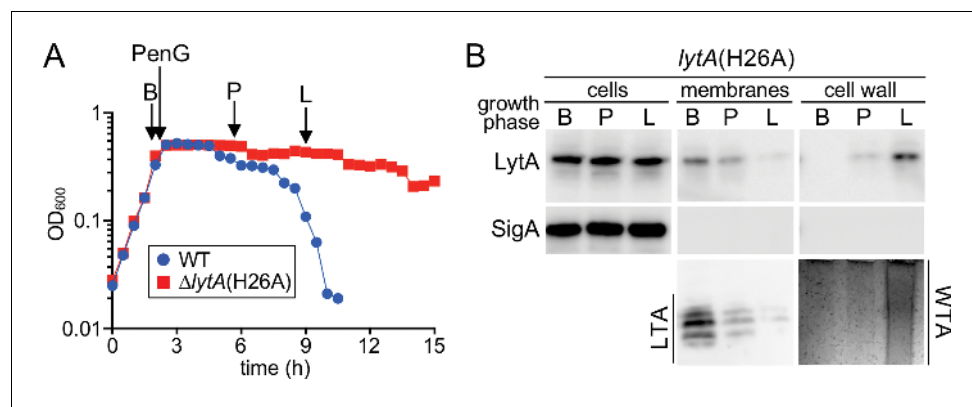 A
PenG
B P L
1
0.1
0.01
OD600
WT
ΔlytA(H26A)
0 3 6 9 12 15
time (h)
B
lytA(H26A)
cells membranes cell wall
growth phase
B P L B P L B P L
LytA
SigA
LTA
WTA